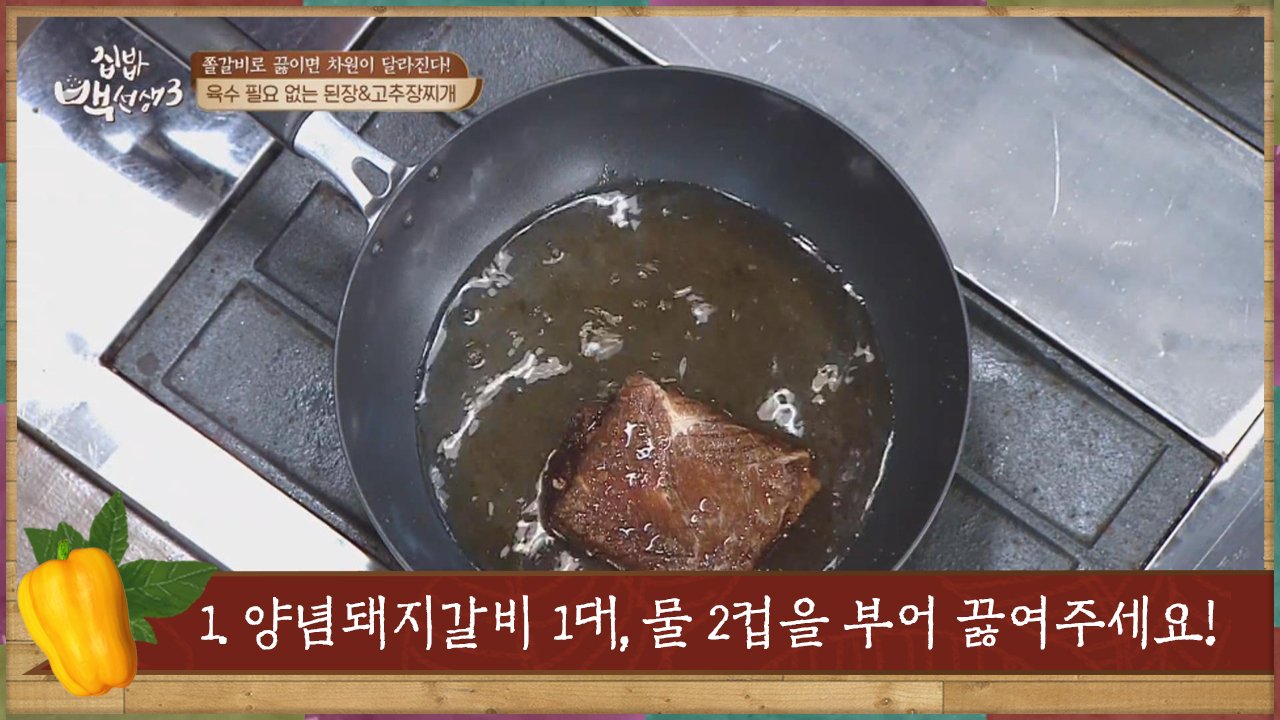 집밥
백선생3
쫄갈비로 끓이면 차원이 달라진다!
육수 필요 없는 된장&고추장찌개
1. 양념돼지갈비 1대, 물 2컵을 부어 끓여주세요!